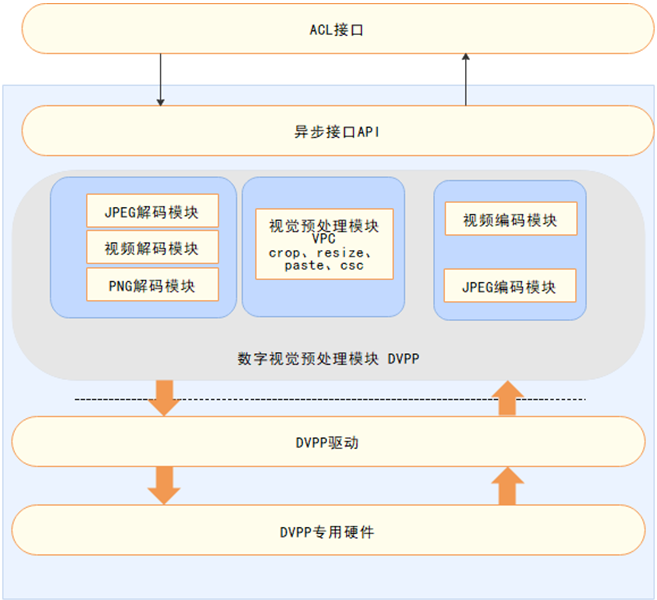 ACL接口
异步接口API
JPEG解码模块
视频解码模块
PNG解码模块
视觉预处理模块
VPC
crop、resize、
paste、csc
视频编码模块
JPEG编码模块
数字视觉预处理模块 DVPP
DVPP驱动
DVPP专用硬件